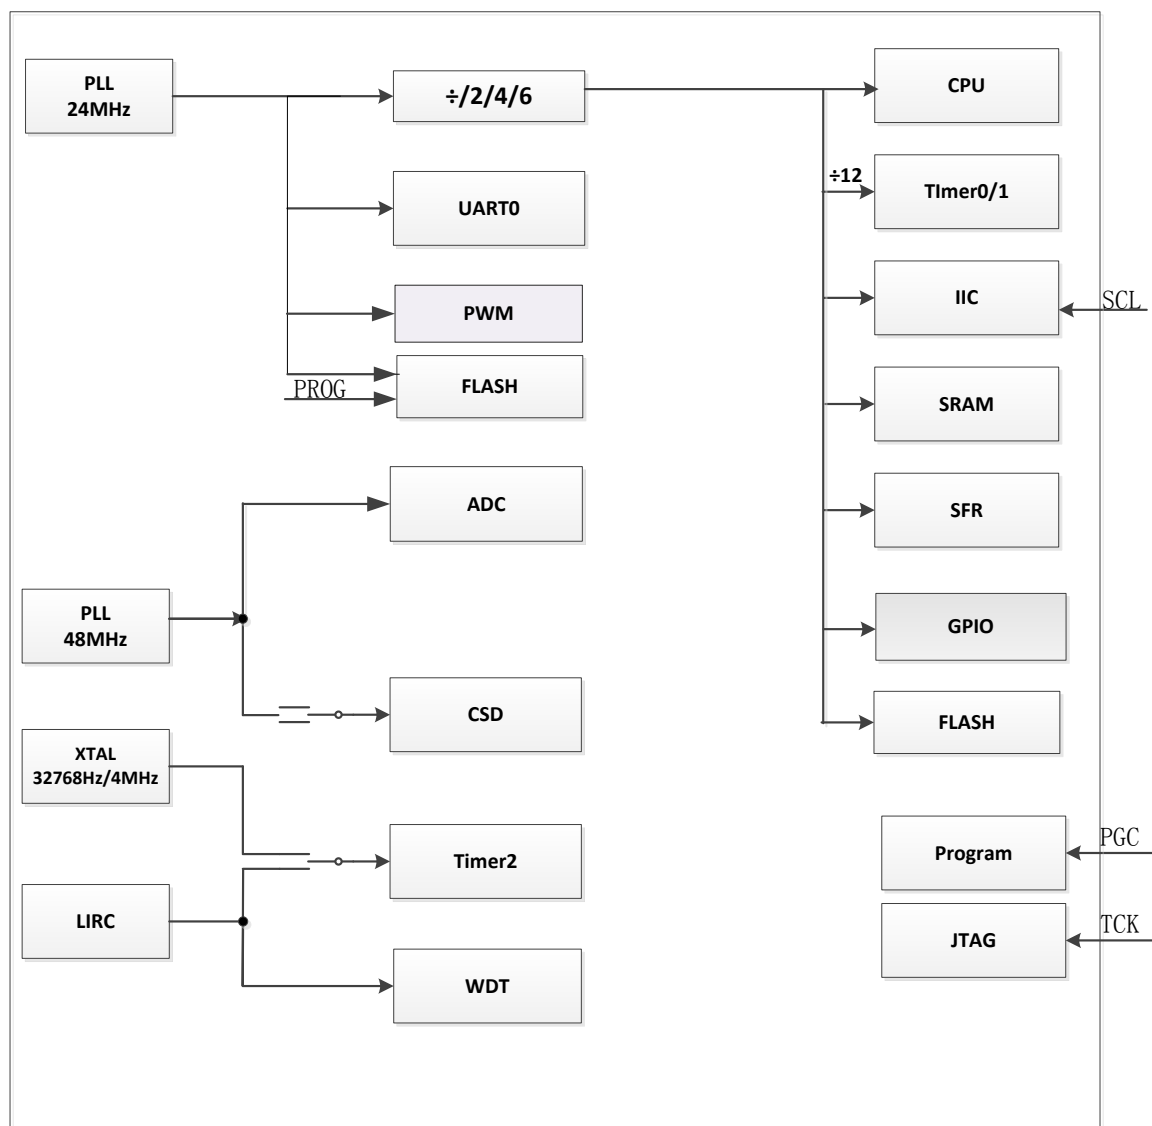 PLL
24MHz
÷/2/4/6
CPU
÷12
TImer0/1
UART0
IIC
SCL
PWM
PROG
FLASH
SRAM
ADC
SFR
PLL
48MHz
GPIO
CSD
FLASH
XTAL
32768Hz/4MHz
Timer2
Program
PGC
LIRC
JTAG
TCK
WDT